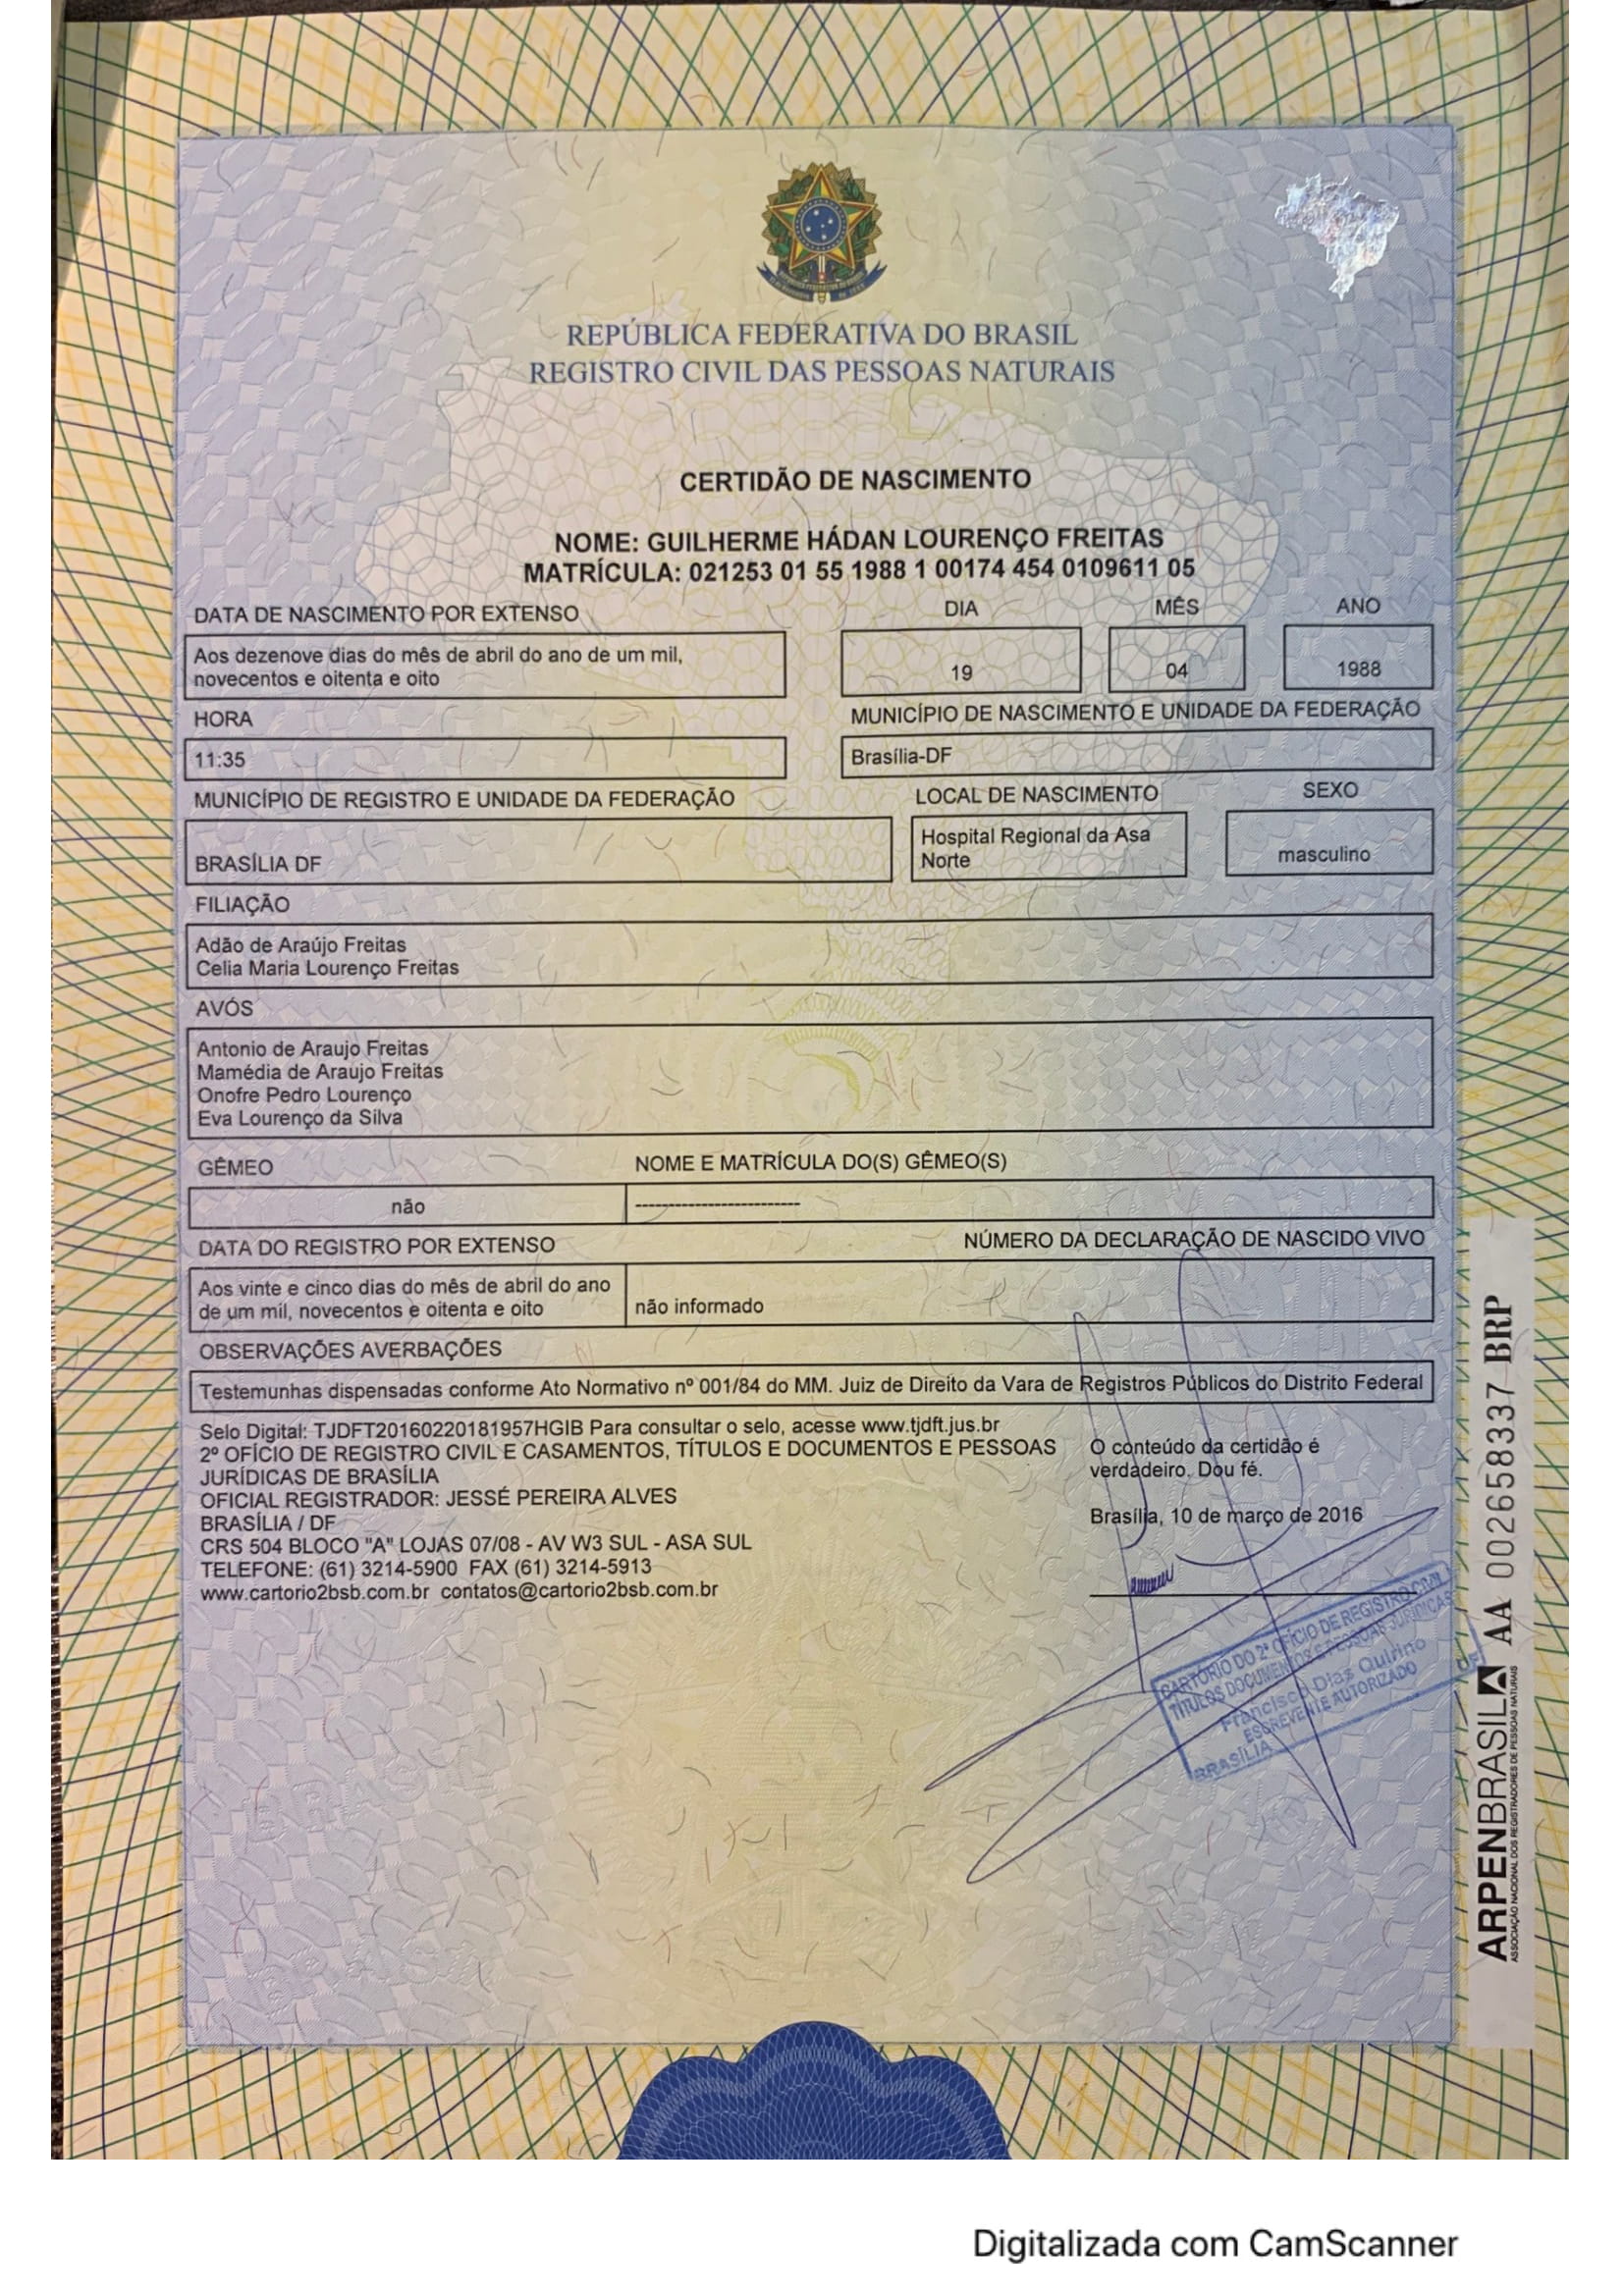 REPÚBLICA FEDERATIVA DO BRASIL
REGISTRO CIVIL DAS PESSOAS NATURAIS
CERTIDÃO DE NASCIMENTO
NOME: GUILHERME HÁDAN LOURENÇO FREITAS
MATRÍCULA: 021253 01 55 1988 1 00174 454 0109611 05
DATA DE NASCIMENTO POR EXTENSO DIA MÊS ANO
Aos dezenove dias do mês de abril do ano de um mil,
novecentos e oitenta e oito
19 04 1988
HORA MUNICÍPIO DE NASCIMENTO E UNIDADE DA FEDERAÇÃO
11:35 Brasília-DF
MUNICÍPIO DE REGISTRO E UNIDADE DA FEDERAÇÃO LOCAL DE NASCIMENTO SEXO
BRASÍLIA DF
Hospital Regional da Asa
Norte
masculino
FILIAÇÃO
Adão de Araújo Freitas
Celia Maria Lourenço Freitas
AVÓS
Antonio de Araujo Freitas
Mamédia de Araujo Freitas
Onofre Pedro Lourenço
Eva Lourenço da Silva
GÊMEO NOME E MATRÍCULA DO(S) GÊMEO(S)
não ------------------------
DATA DO REGISTRO POR EXTENSO NÚMERO DA DECLARAÇÃO DE NASCIDO VIVO
Aos vinte e cinco dias do mês de abril do ano
de um mil, novecentos e oitenta e oito
não informado
OBSERVAÇÕES AVERBAÇÕES
Testemunhas dispensadas conforme Ato Normativo nº 001/84 do MM. Juiz de Direito da Vara de Registros Públicos do Distrito Federal
Selo Digital: TJDFT20160220181957HGIB Para consultar o selo, acesse www.tjdft.jus.br
2º OFÍCIO DE REGISTRO CIVIL E CASAMENTOS, TÍTULOS E DOCUMENTOS E PESSOAS
JURÍDICAS DE BRASÍLIA
OFICIAL REGISTRADOR: JESSÉ PEREIRA ALVES
BRASÍLIA / DF
CRS 504 BLOCO "A" LOJAS 07/08 - AV W3 SUL - ASA SUL
TELEFONE: (61) 3214-5900 FAX (61) 3214-5913
www.cartorio2bsb.com.br contatos@cartorio2bsb.com.br
O conteúdo da certidão é
verdadeiro. Dou fé.
Brasília, 10 de março de 2016
CARTÓRIO DO 2º OFÍCIO DE REGISTRO CIVIL
TÍTULOS DOCUMENTOS E PESSOAS JURÍDICAS
Francisco Dias Quirino
ESCREVENTE AUTORIZADO
BRASÍLIA DF
ARPENBRASIL AA 002658337 BRP
ASSOCIAÇÃO NACIONAL DOS REGISTRADORES DE PESSOAS NATURAIS
Digitalizada com CamScanner